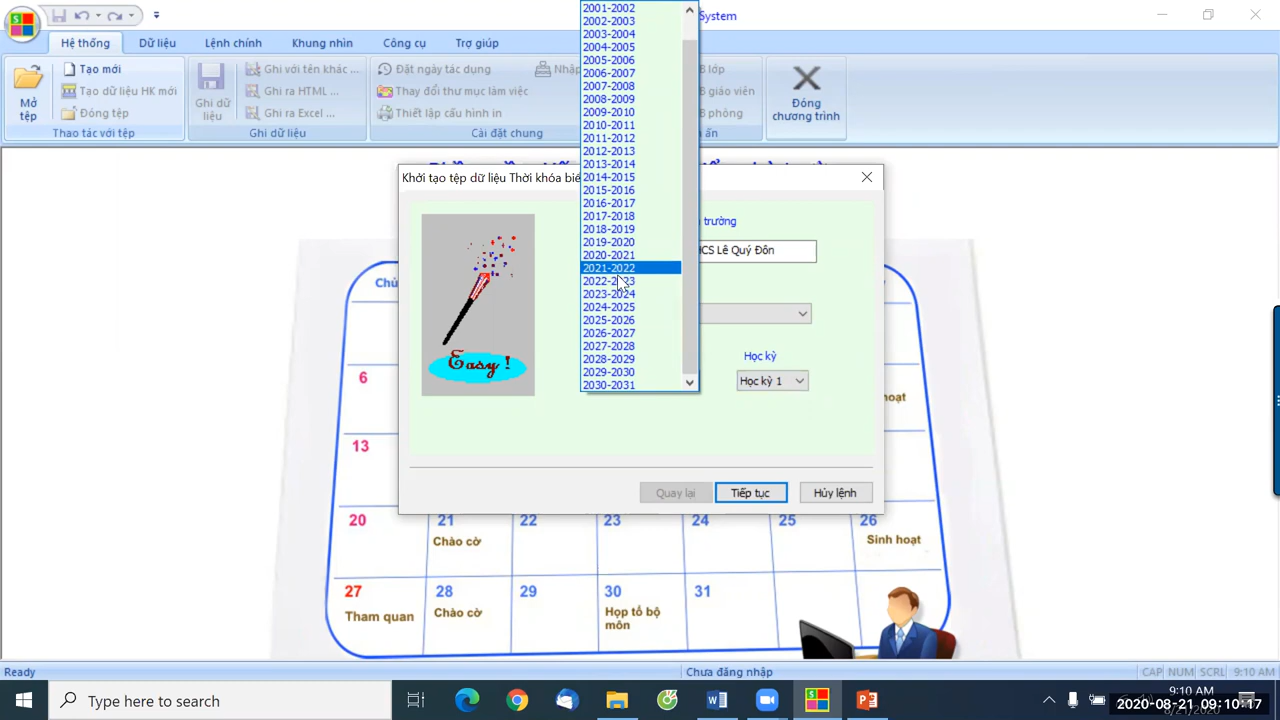 System
Hệ thống
Dữ liệu
Lệnh chính
Khung nhìn
Công cụ
Trợ giúp
Mở
tệp
Tạo mới
Tạo dữ liệu HK mới
Đóng tệp
Thao tác với tệp
Ghi dữ
liệu
Ghi với tên khác ...
Ghi ra HTML ...
Ghi ra Excel ...
Ghi dữ liệu
Đặt ngày tác dụng
Thay đổi thư mục làm việc
Thiết lập cấu hình in
Cài đặt chung
Nhập
B lớp
B giáo viên
B phòng
Đóng
chương trình
2001-2002
2002-2003
2003-2004
2004-2005
2005-2006
2006-2007
2007-2008
2008-2009
2009-2010
2010-2011
2011-2012
2012-2013
2013-2014
2014-2015
2015-2016
2016-2017
2017-2018
2018-2019
2019-2020
2020-2021
2021-2022
2022-2023
2023-2024
2024-2025
2025-2026
2026-2027
2027-2028
2028-2029
2029-2030
2030-2031
Khởi tạo tệp dữ liệu Thời khóa biể
trường
HCS Lê Quý Đôn
Học kỳ
Học kỳ 1
Easy !
Quay lại
Tiếp tục
Hủy lệnh
Chủ
6
hoạt
13
20
21
Chào cờ
22
23
24
25
26
Sinh hoạt
27
Tham quan
28
Chào cờ
29
30
Họp tổ bộ
môn
31
Ready
Chưa đăng nhập
CAP NUM SCRL 9:10 AM
Type here to search
9:10 AM
2020-08-21 09:10:17